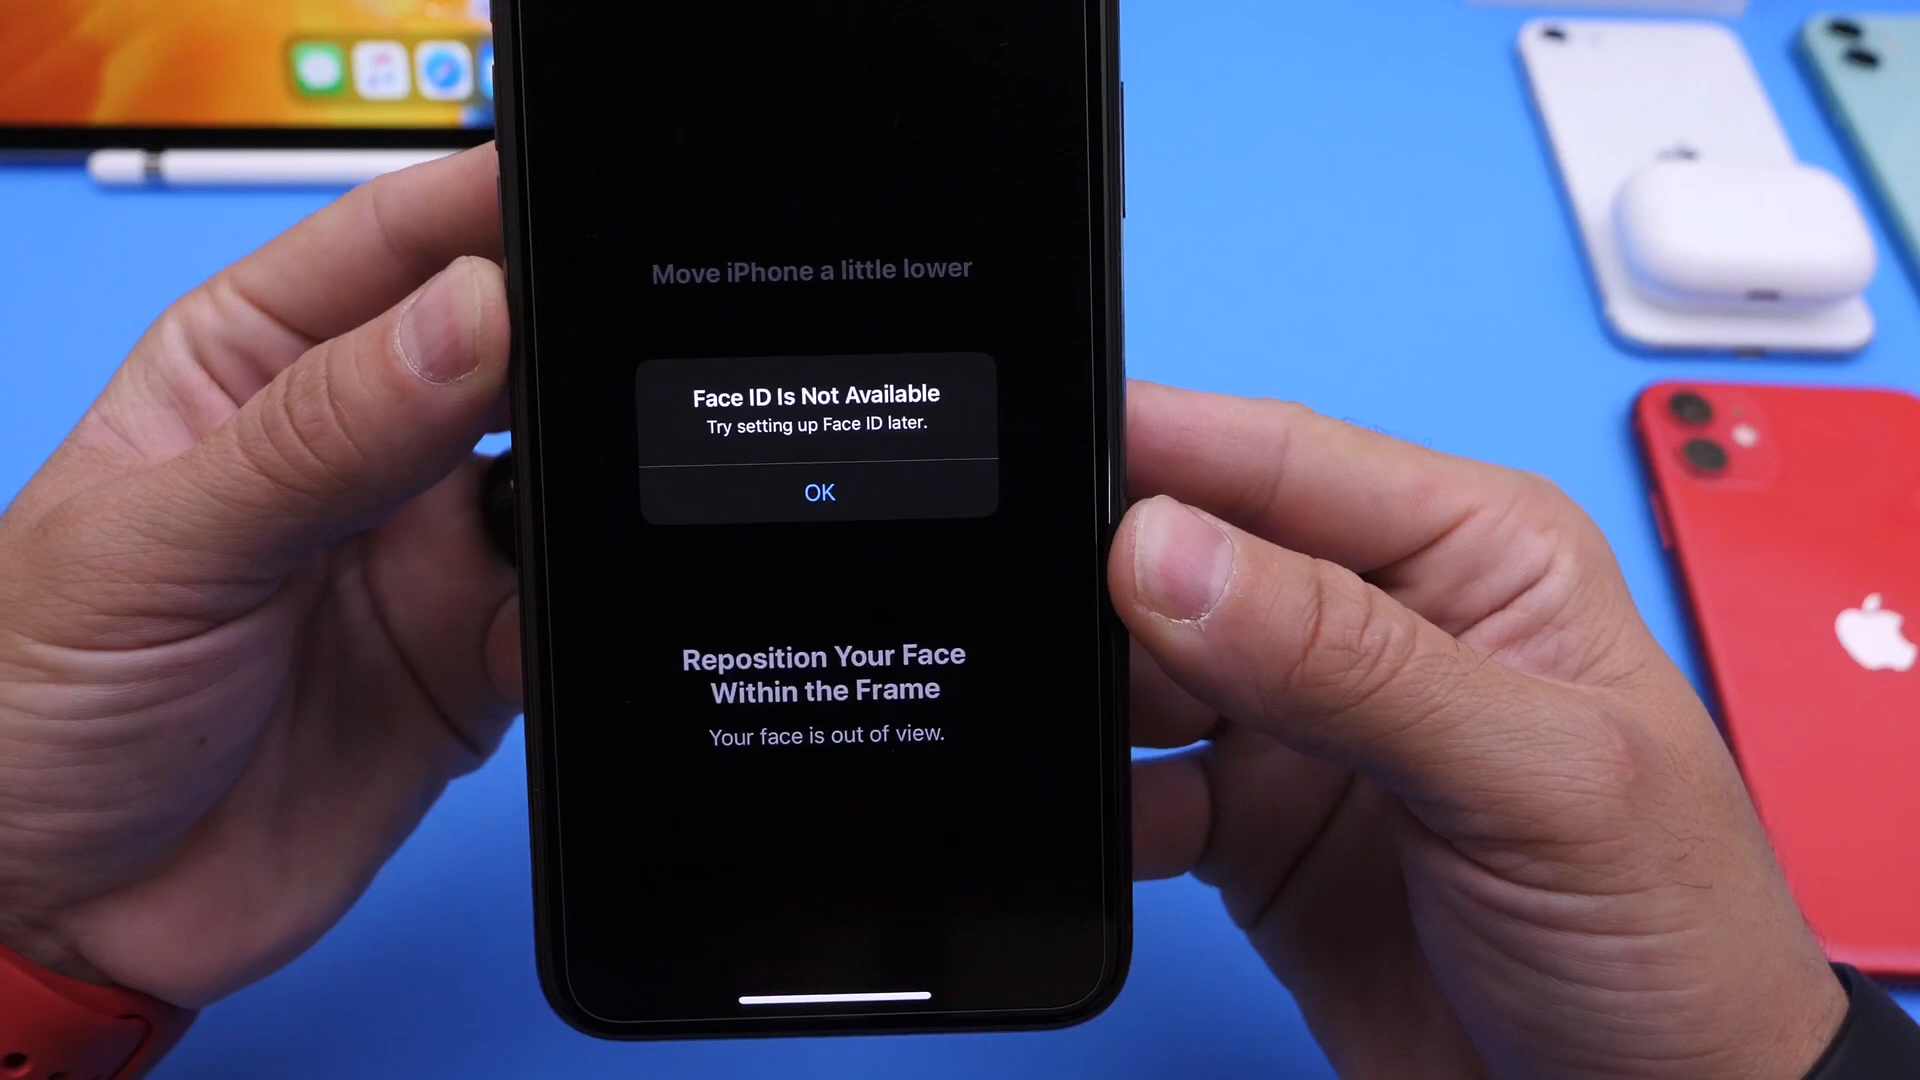 Move iPhone a little lower
Face ID Is Not Available
Try setting up Face ID later.
OK
Reposition Your Face
Within the Frame
Your face is out of view.